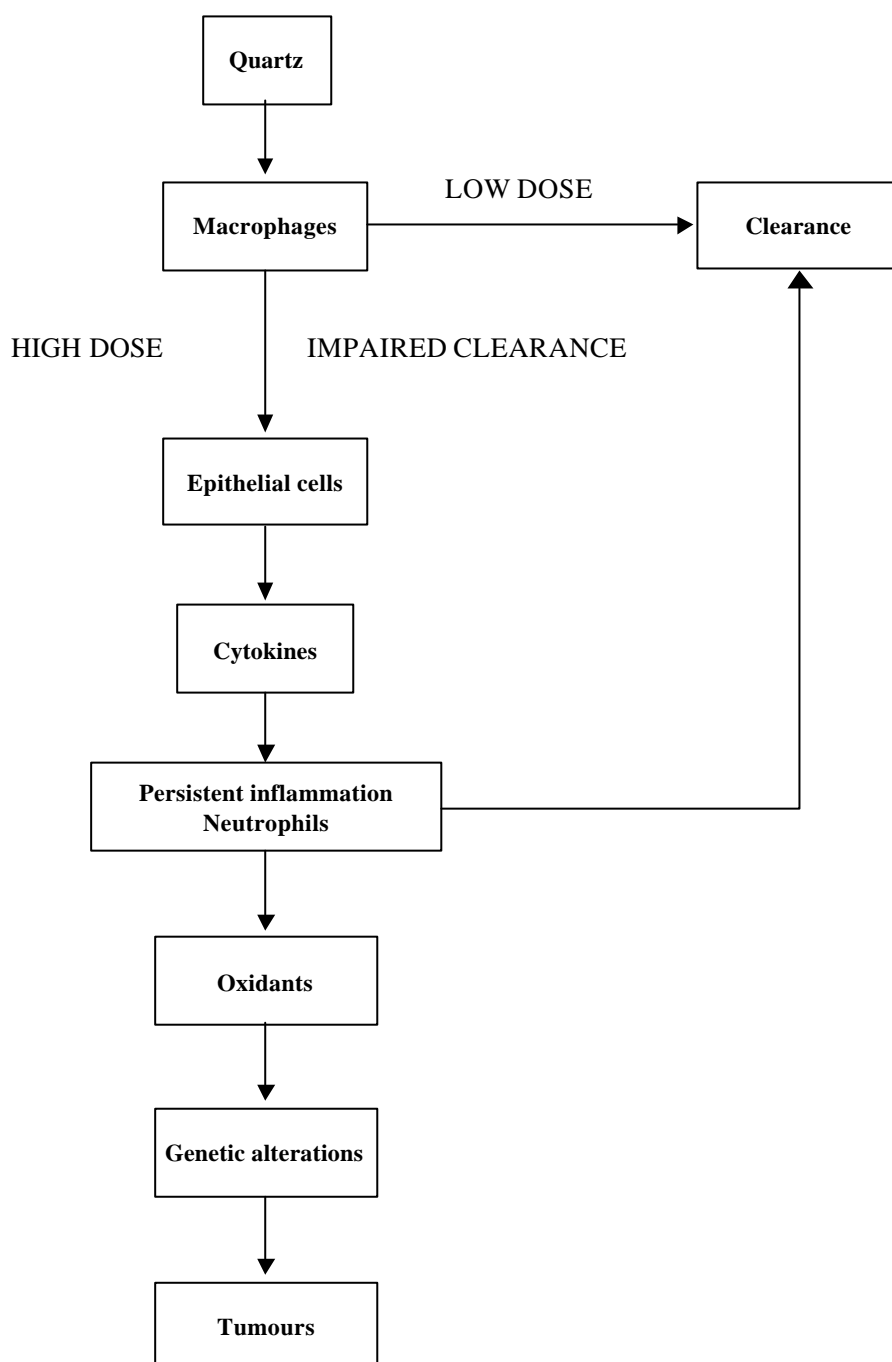 Quartz
LOW DOSE
Macrophages
Clearance
HIGH DOSE
IMPAIRED CLEARANCE
Epithelial cells
Cytokines
Persistent inflammation
Neutrophils
Oxidants
Genetic alterations
Tumours